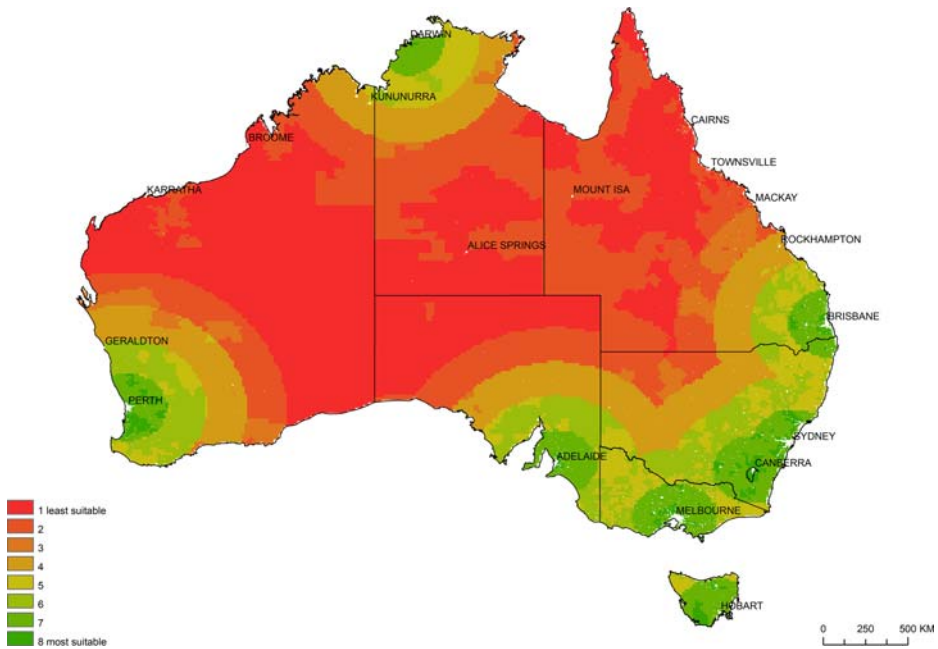 DARWIN
KUNUNURRA
BROOME
CAIRNS
TOWNSVILLE
KARRATHA
MOUNT ISA
MACKAY
ROCKHAMPTON
ALICE SPRINGS
BRISBANE
GERALDTON
PERTH
SYDNEY
ADELAIDE
CANBERRA
MELBOURNE
HOBART
1 least suitable
2
3
4
5
6
7
8 most suitable
0 250 500 KM